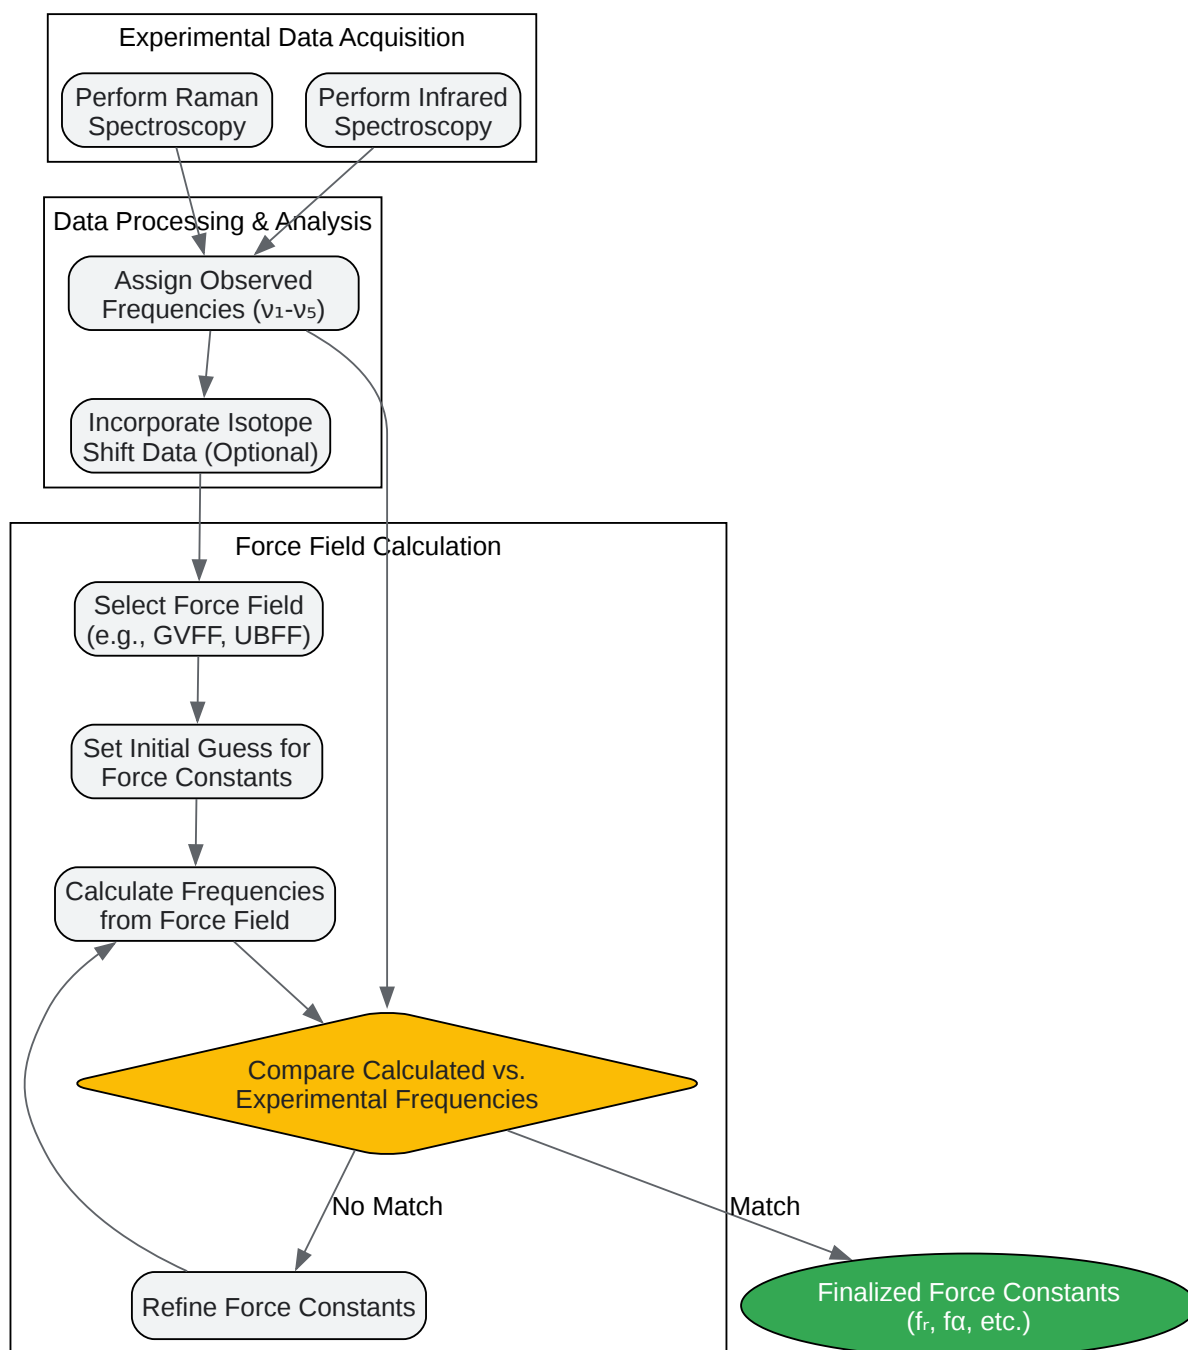 Experimental Data Acquisition
Perform Raman
Spectroscopy
Perform Infrared
Spectroscopy
Data Processing & Analysis
Assign Observed
Frequencies (ν₁-ν₅)
Incorporate Isotope
Shift Data (Optional)
Force Field Calculation
Select Force Field
(e.g., GVFF, UBFF)
Set Initial Guess for
Force Constants
Calculate Frequencies
from Force Field
Compare Calculated vs.
Experimental Frequencies
No Match
Match
Refine Force Constants
Finalized Force Constants
(fᵣ, fα, etc.)